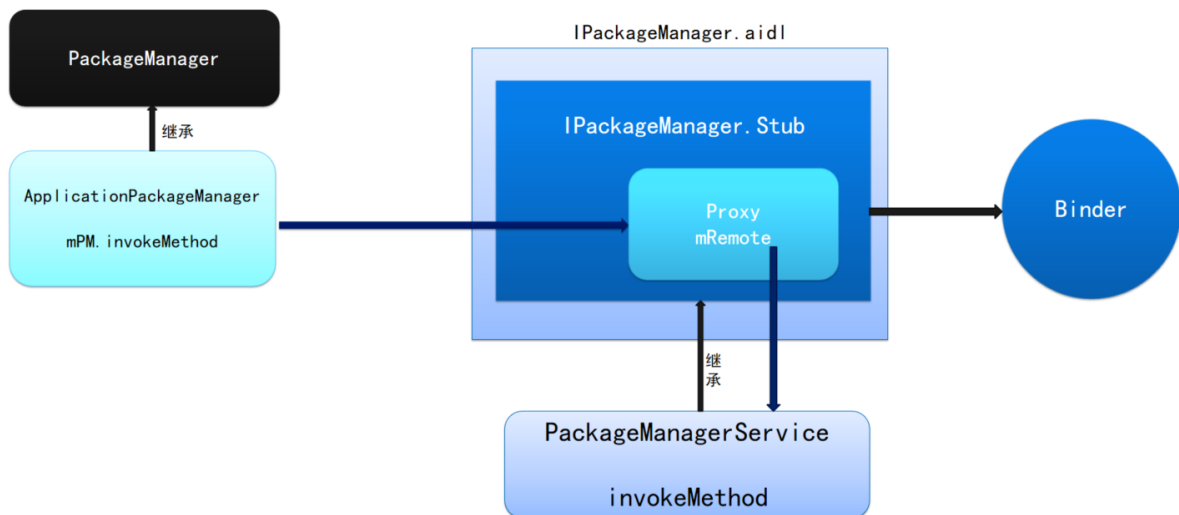 PackageManager
继承
ApplicationPackageManager
mPM.invokeMethod
IPackageManager.aidl
IPackageManager.Stub
Proxy
mRemote
Binder
继
承
PackageManagerService
invokeMethod